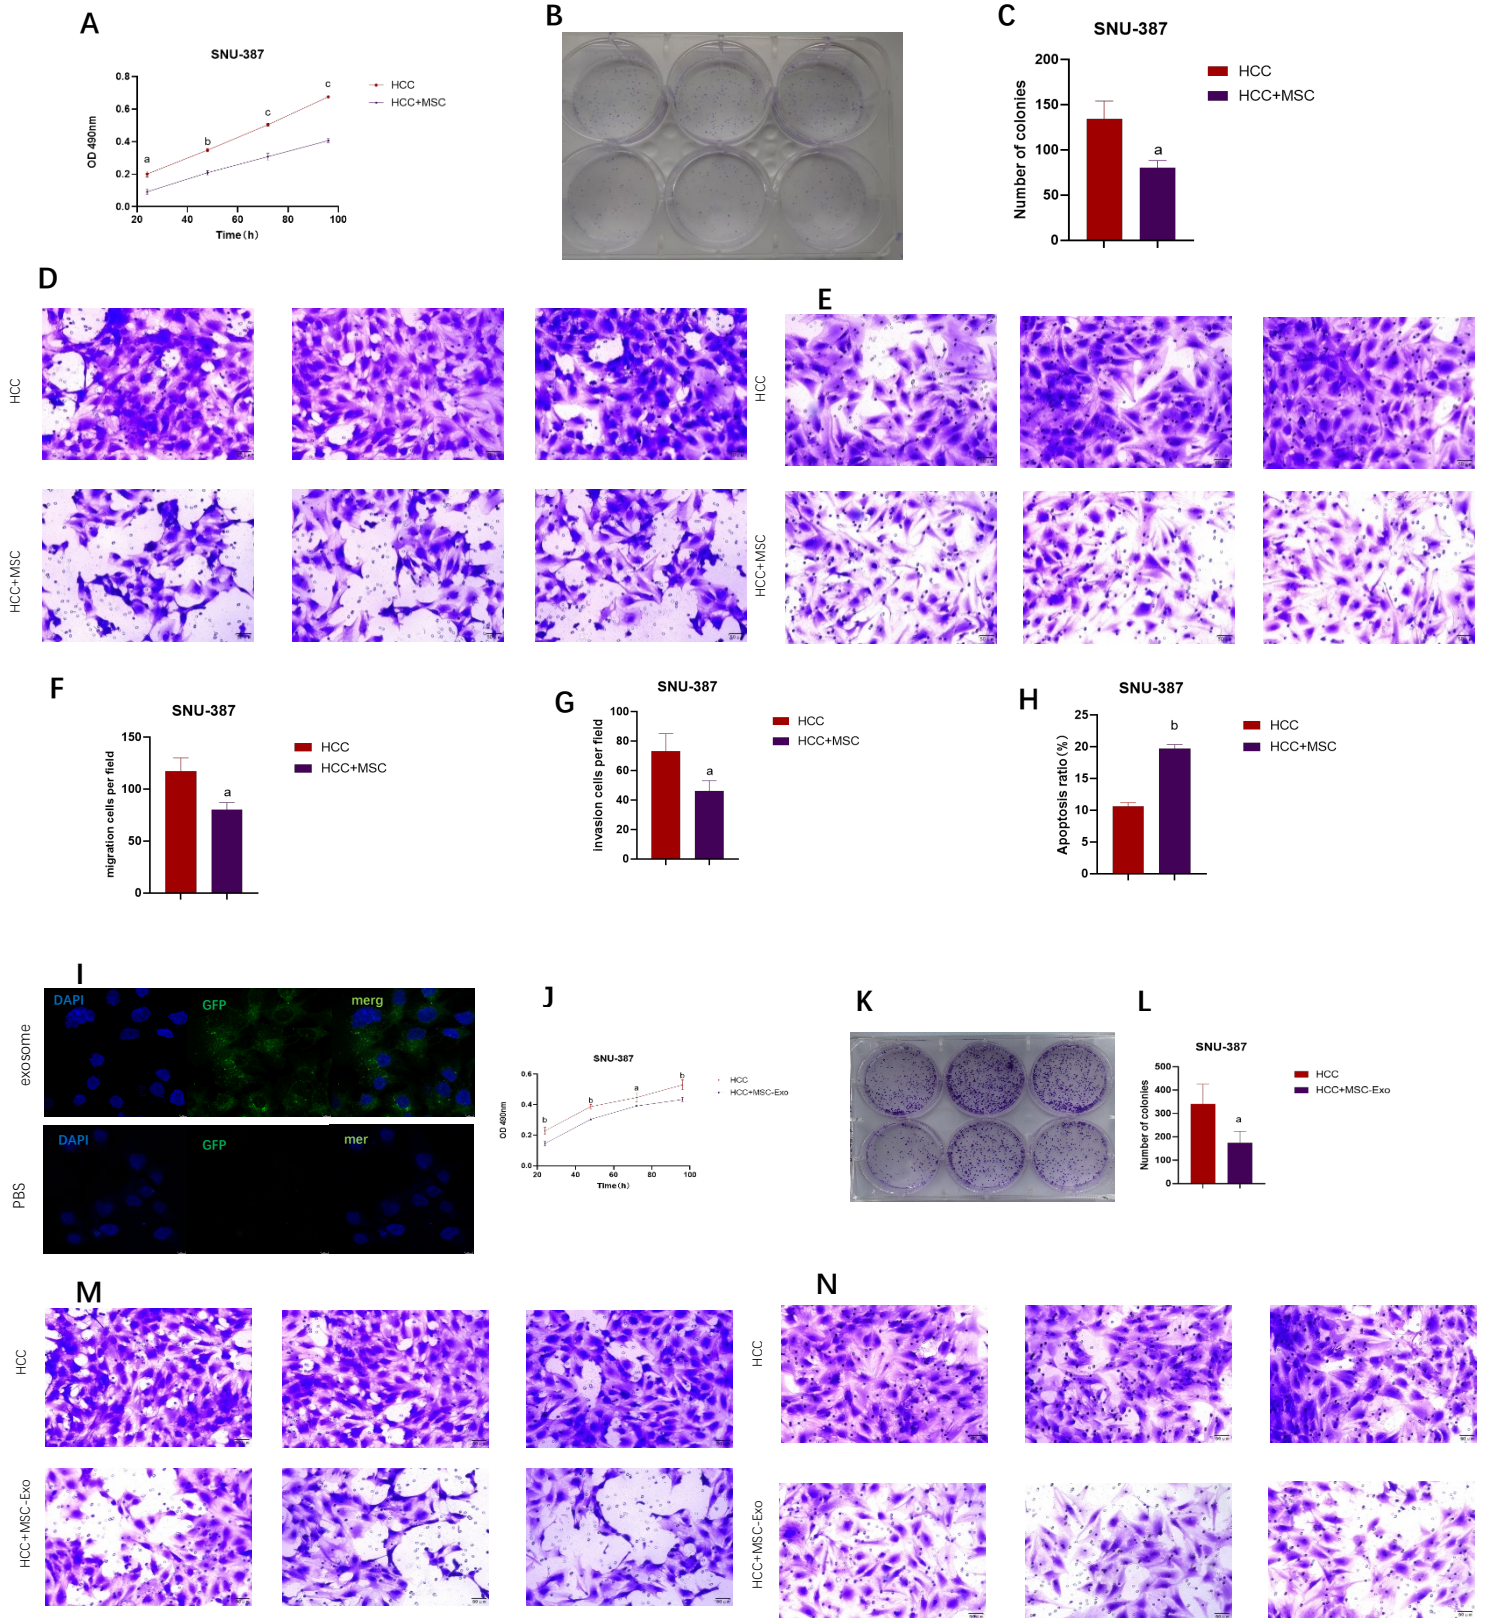 A
SNU-387
0.8
0.6
0.4
0.2
0.0
20
40
60
80
100
OD 490nm
Time(h)
a
b
c
c
HCC
HCC+MSC
B
C
SNU-387
200
150
100
50
0
Number of colonies
a
HCC
HCC+MSC
D
HCC
HCC+MSC
E
HCC
HCC+MSC
F
SNU-387
150
100
50
0
migration cells per field
a
HCC
HCC+MSC
G
SNU-387
100
80
60
40
20
0
invasion cells per field
a
HCC
HCC+MSC
H
SNU-387
25
20
15
10
5
0
Apoptosis ratio(%)
b
HCC
HCC+MSC
I
exosome
DAPI
GFP
merg
PBS
DAPI
GFP
mer
J
SNU-387
0.6
0.4
0.2
0.0
20
40
60
80
100
OD 490nm
Time(h)
b
b
a
b
HCC
HCC+MSC-Exo
K
L
SNU-387
500
400
300
200
100
0
Number of colonies
a
HCC
HCC+MSC-Exo
M
HCC
HCC+MSC-Exo
N
HCC
HCC+MSC-Exo